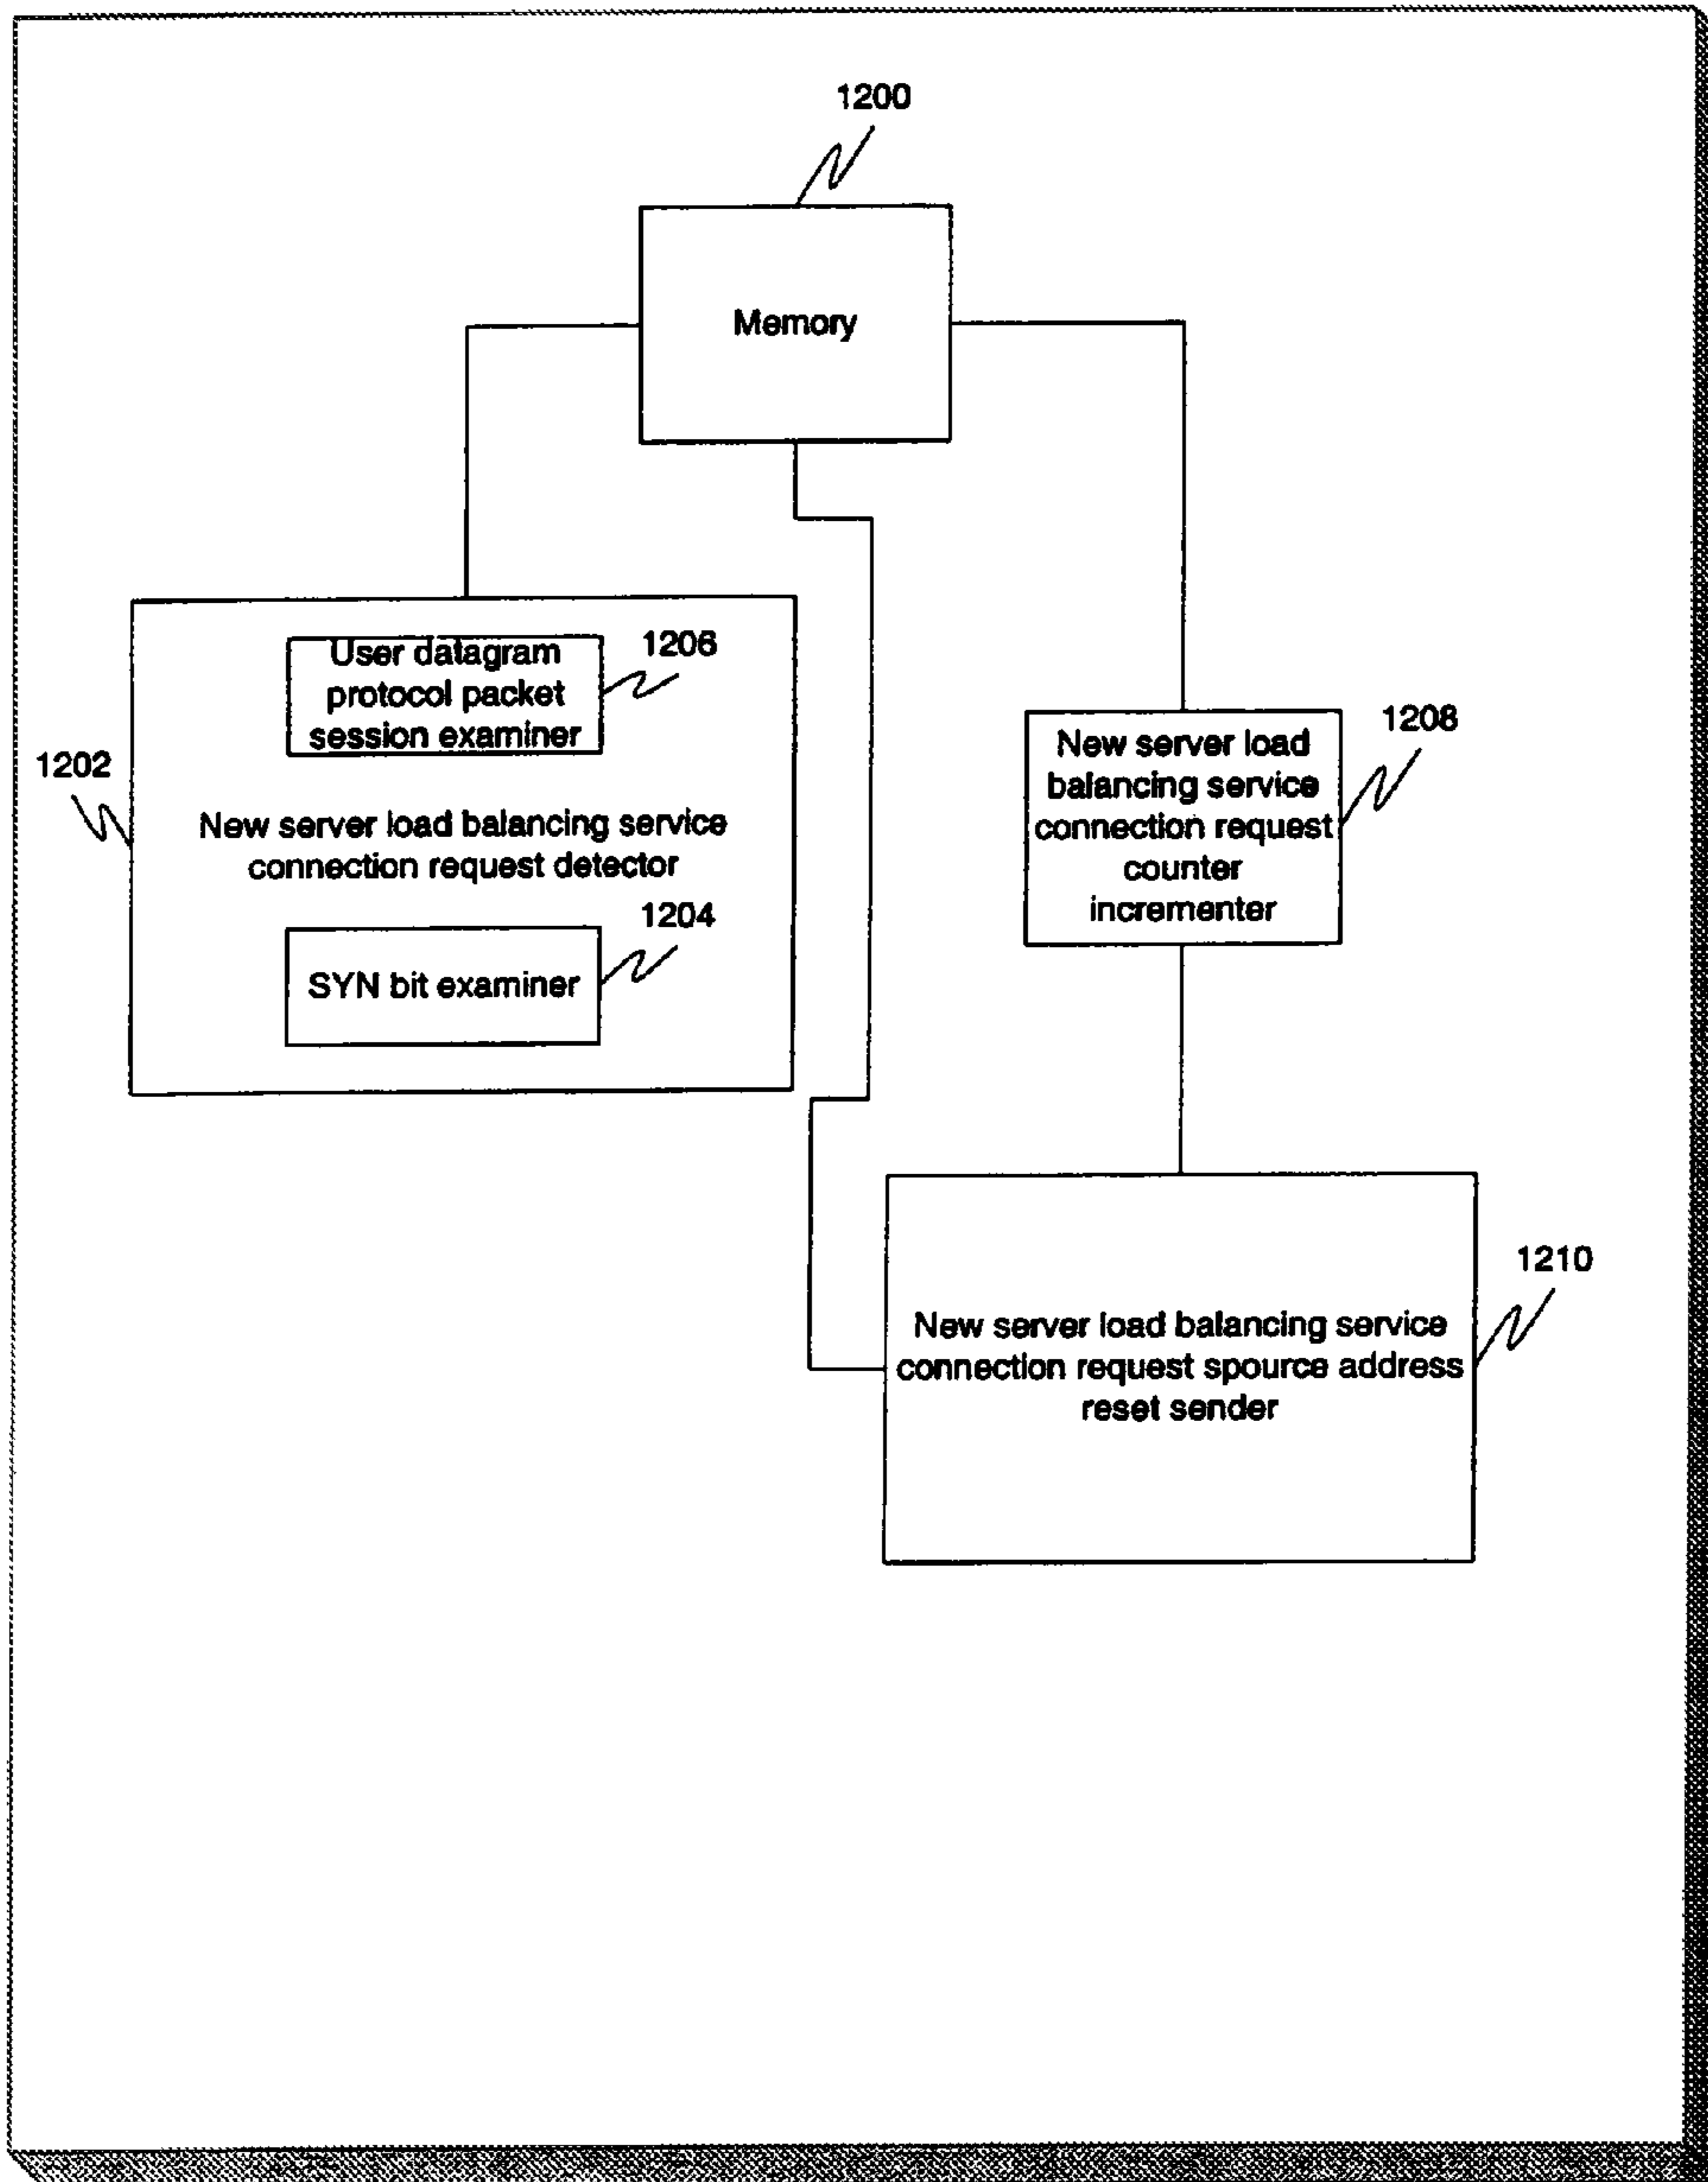 1200
Memory
User datagram
protocol packet
session examiner
1206
1202
New server load balancing service
connection request detector
1204
SYN bit examiner
1208
New server load
balancing service
connection request
counter
incrementer
1210
New server load balancing service
connection request spource address
reset sender